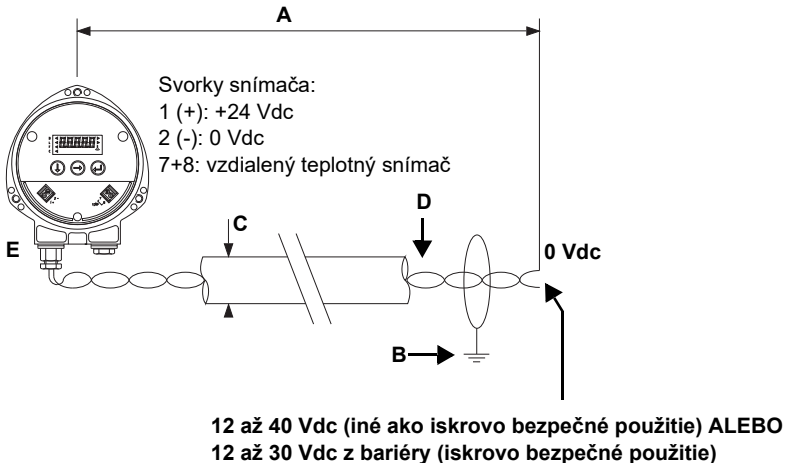 A
Svorky snímača:
1 (+): +24 Vdc
2 (-): 0 Vdc
7+8: vzdialený teplotný snímač
D
C
E
0 Vdc
B
12 až 40 Vdc (iné ako iskrovo bezpečné použitie) ALEBO
12 až 30 Vdc z bariéry (iskrovo bezpečné použitie)